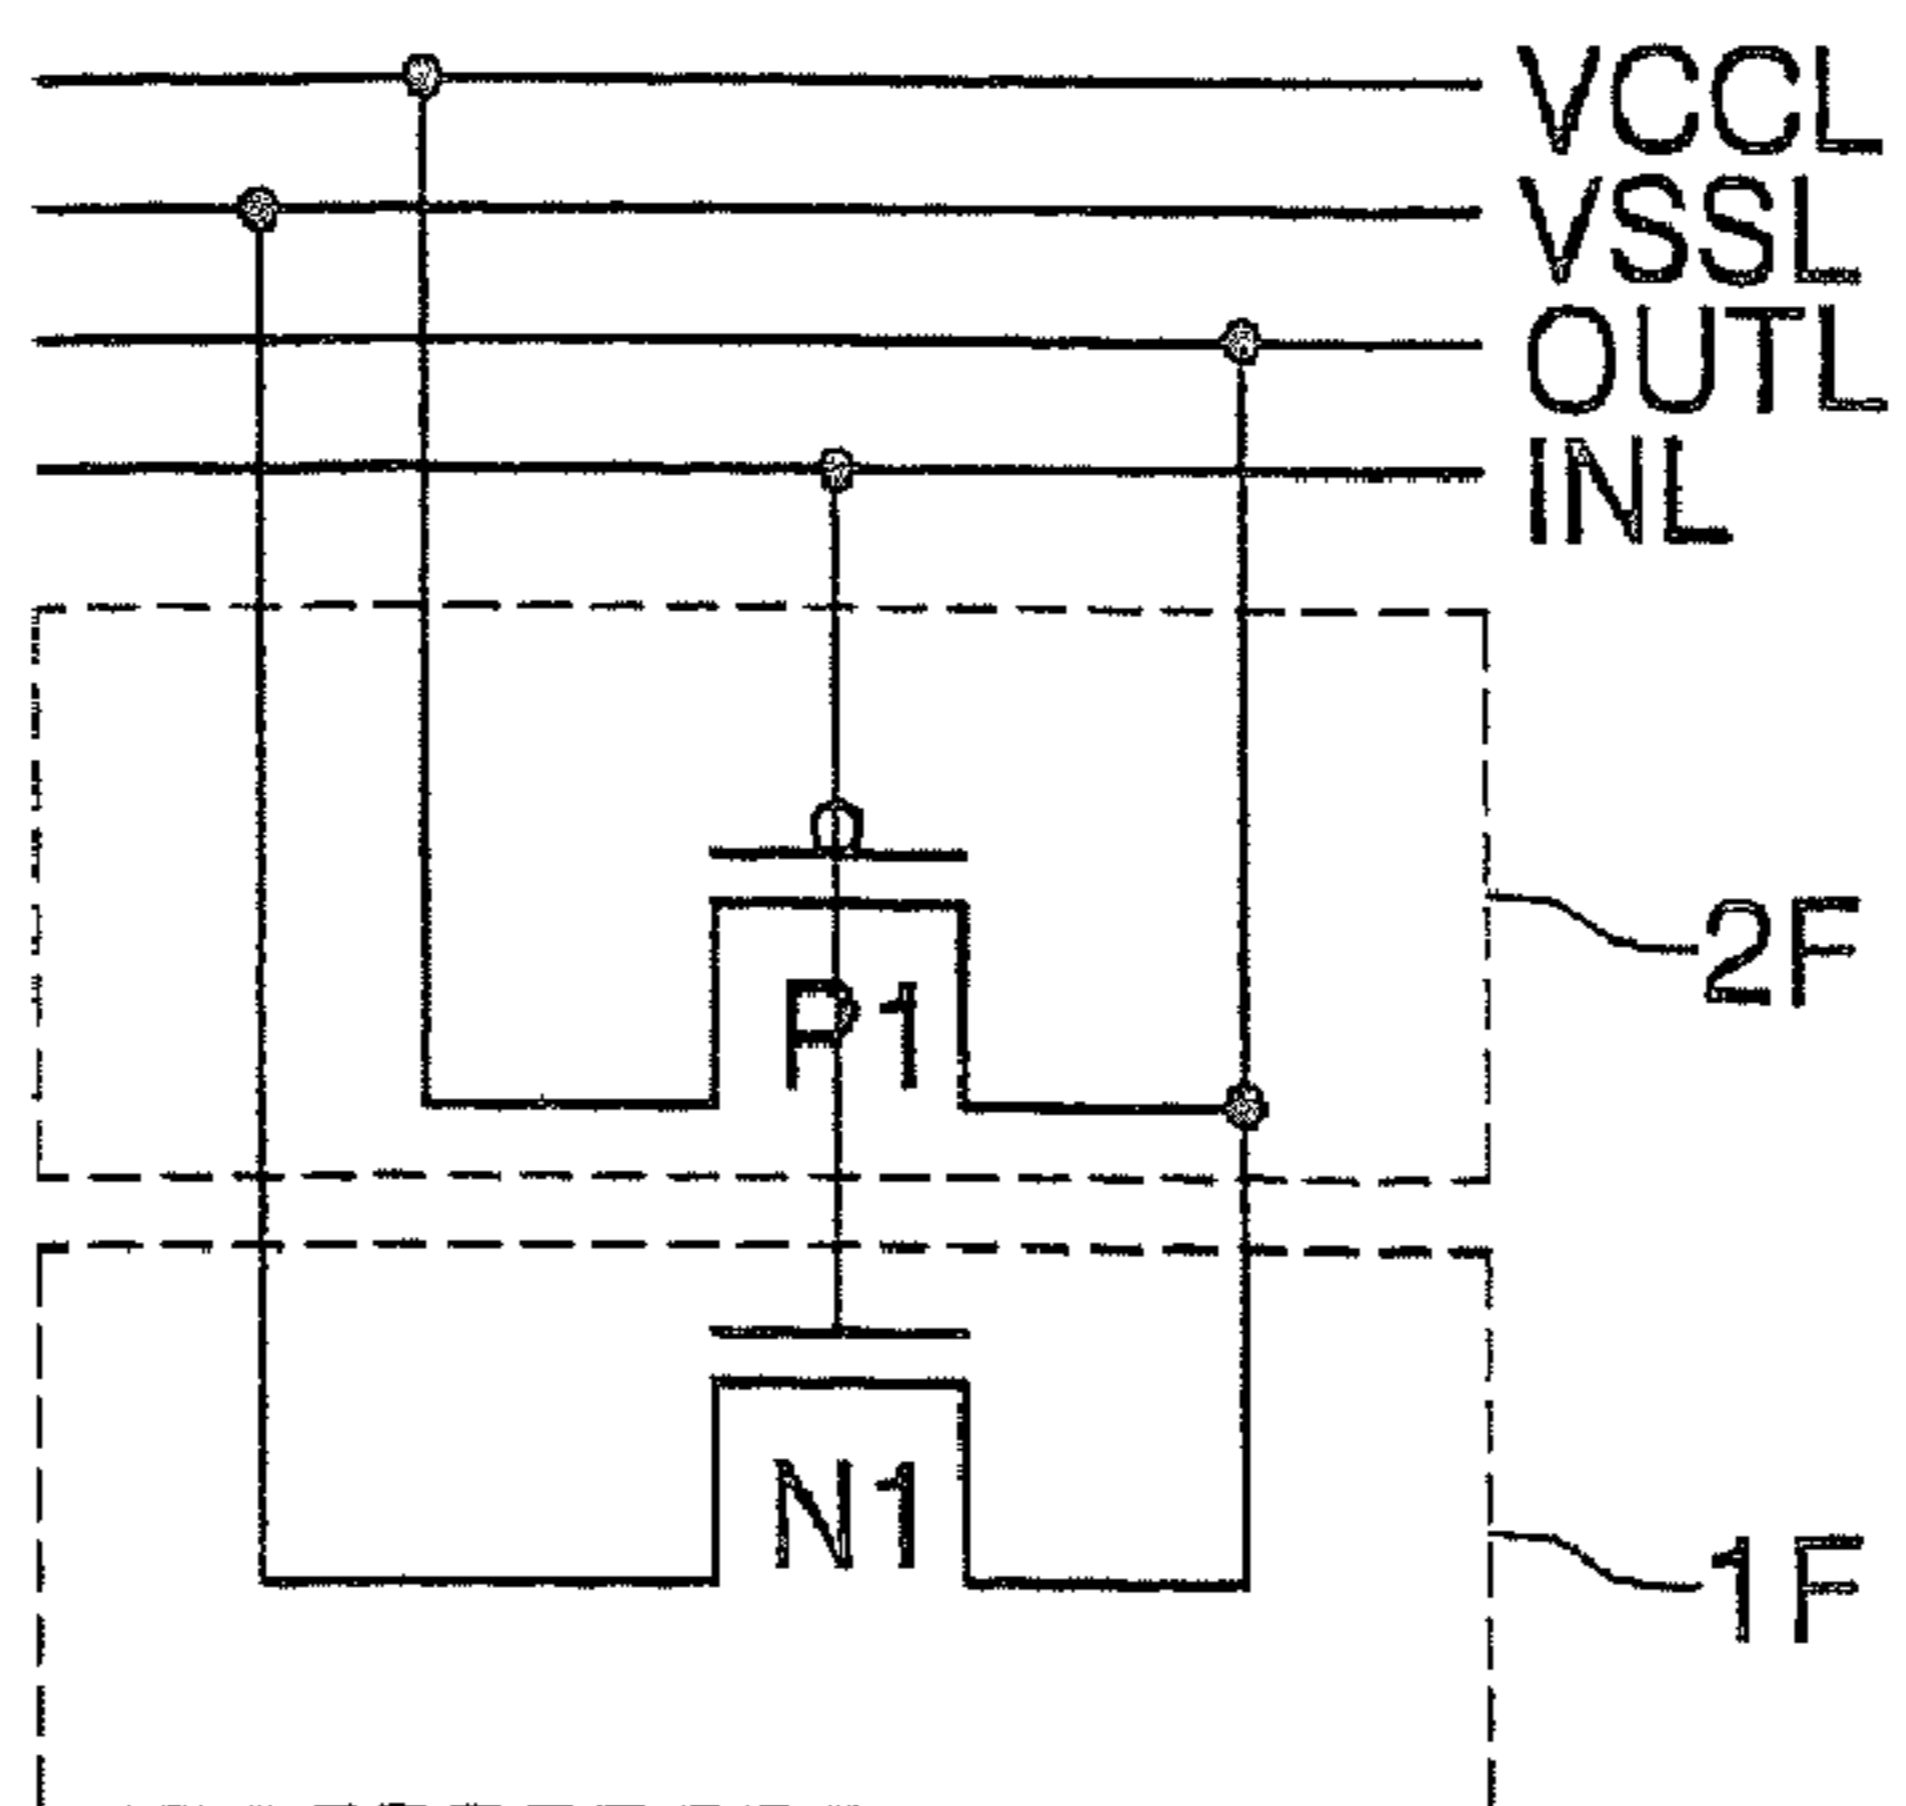 VCCL
VSSL
OUTL
INL
2F
P1
N1
1F